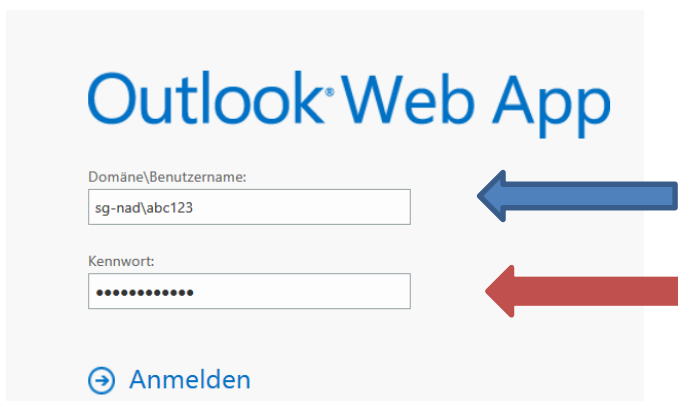 Outlook® Web App
Domäne\Benutzername:
sg-nad\abc123
Kennwort:
••••••••••••
Anmelden